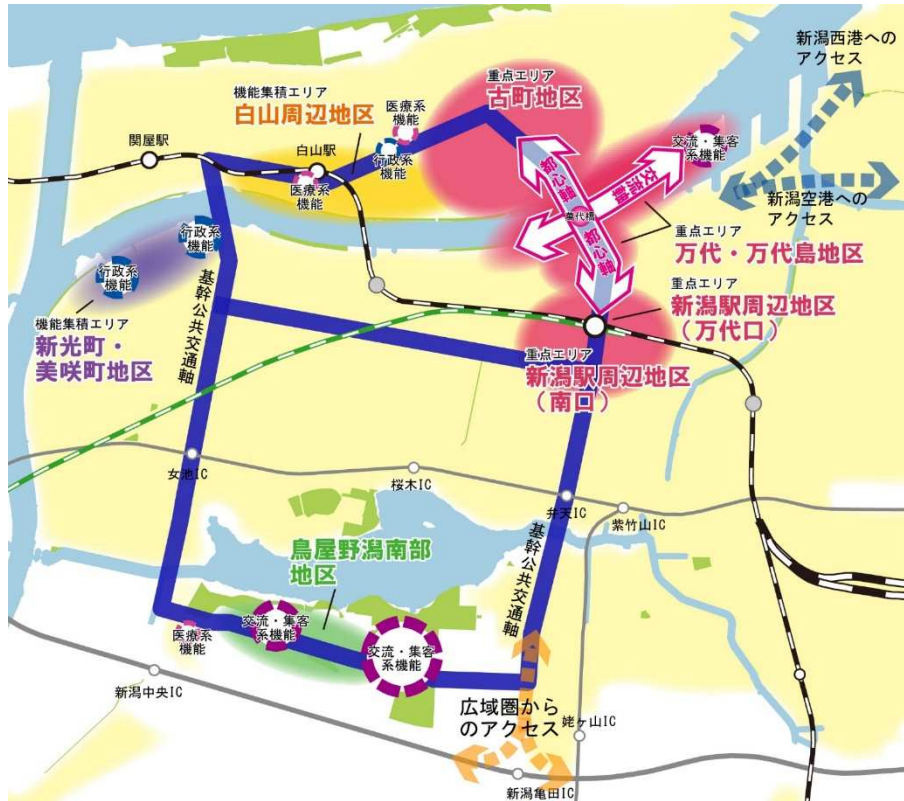 新潟西港への
アクセス
重点エリア
古町地区
機能集積エリア
白山周辺地区
医療系
機能
関屋駅
白山駅
行政系
機能
医療系
機能
交流・集客
系機能
都心軸
交流軸
萬代橋
都心軸
新潟空港への
アクセス
重点エリア
万代・万代島地区
行政系
機能
行政系
機能
重点エリア
新潟駅周辺地区
(万代口)
機能集積エリア
新光町・
美咲町地区
基幹公共交通軸
重点エリア
新潟駅周辺地区
(南口)
女池IC
桜木IC
弁天IC
紫竹山IC
鳥屋野潟南部
地区
基幹公共交通軸
医療系
機能
交流・集客
系機能
交流・集客
系機能
新潟中央IC
広域圏から
のアクセス
姥ヶ山IC
新潟亀田IC